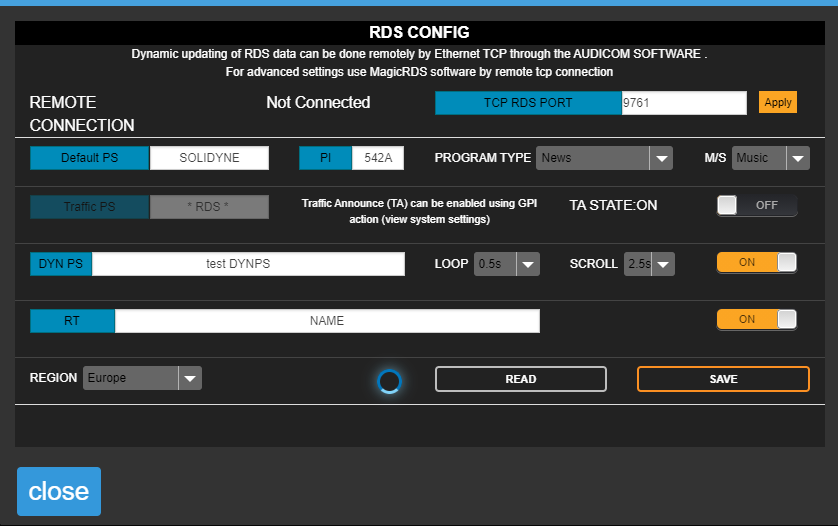 RDS CONFIG
Dynamic updating of RDS data can be done remotely by Ethernet TCP through the AUDICOM SOFTWARE .
For advanced settings use MagicRDS software by remote tcp connection
REMOTE CONNECTION Not Connected TCP RDS PORT 9761 Apply
Default PS SOLIDYNE PI 542A PROGRAM TYPE News M/S Music
Traffic PS * RDS * Traffic Announce (TA) can be enabled using GPI action (view system settings) TA STATE:ON OFF
DYN PS test DYNPS LOOP 0.5s SCROLL 2.5s ON
RT NAME ON
REGION Europe READ SAVE
close